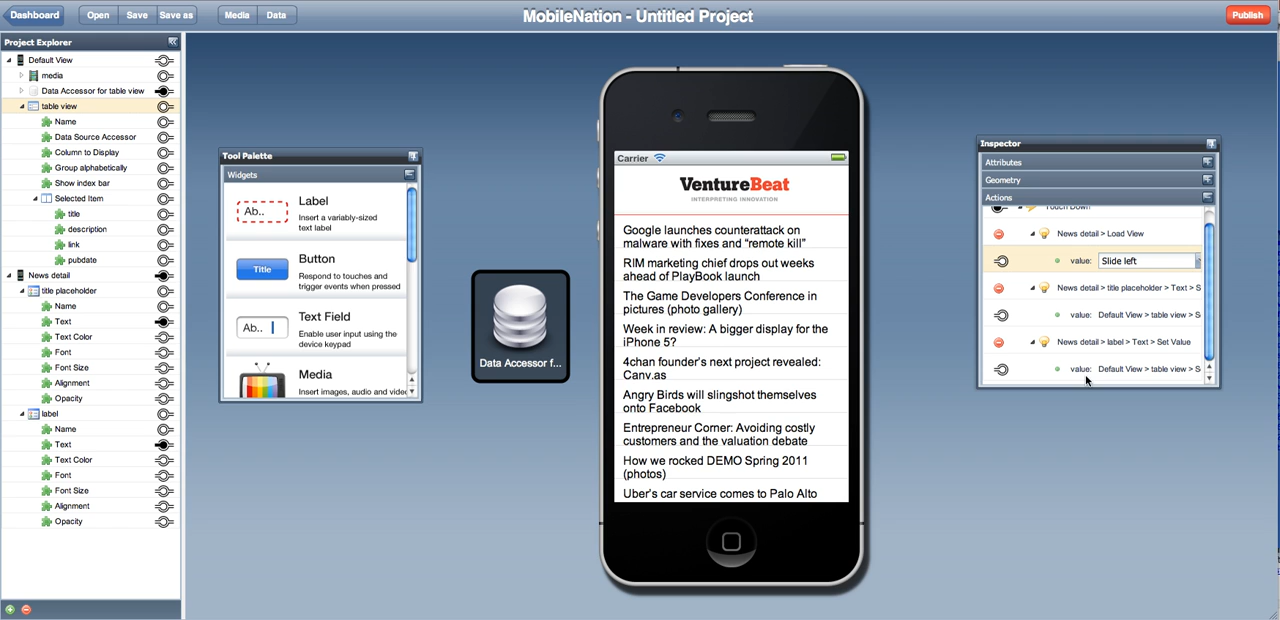 Dashboard
Open
Save
Save as
Media
Data
MobileNation - Untitled Project
Publish
Project Explorer
Default View
media
Data Accessor for table view
table view
Name
Data Source Accessor
Column to Display
Group alphabetically
Show index bar
Selected Item
title
description
link
pubdate
News detail
title placeholder
Name
Text
Text Color
Font
Font Size
Alignment
Opacity
label
Name
Text
Text Color
Font
Font Size
Alignment
Opacity
Tool Palette
Widgets
Ab..
Label
Insert a variably-sized
text label
Title
Button
Respond to touches and
trigger events when pressed
Ab..
Text Field
Enable user input using the
device keypad
Media
Insert images, audio and video
Data Accessor f...
Carrier
VentureBeat
INTERPRETING INNOVATION
Google launches counterattack on
malware with fixes and “remote kill”
RIM marketing chief drops out weeks
ahead of PlayBook launch
The Game Developers Conference in
pictures (photo gallery)
Week in review: A bigger display for the
iPhone 5?
4chan founder's next project revealed:
Canv.as
Angry Birds will slingshot themselves
onto Facebook
Entrepreneur Corner: Avoiding costly
customers and the valuation debate
How we rocked DEMO Spring 2011
(photos)
Uber's car service comes to Palo Alto
Inspector
Attributes
Geometry
Actions
Touch Down
News detail > Load View
value: Slide left
News detail > title placeholder > Text > S
value: Default View > table view > S
News detail > label > Text > Set Value
value: Default View > table view > S